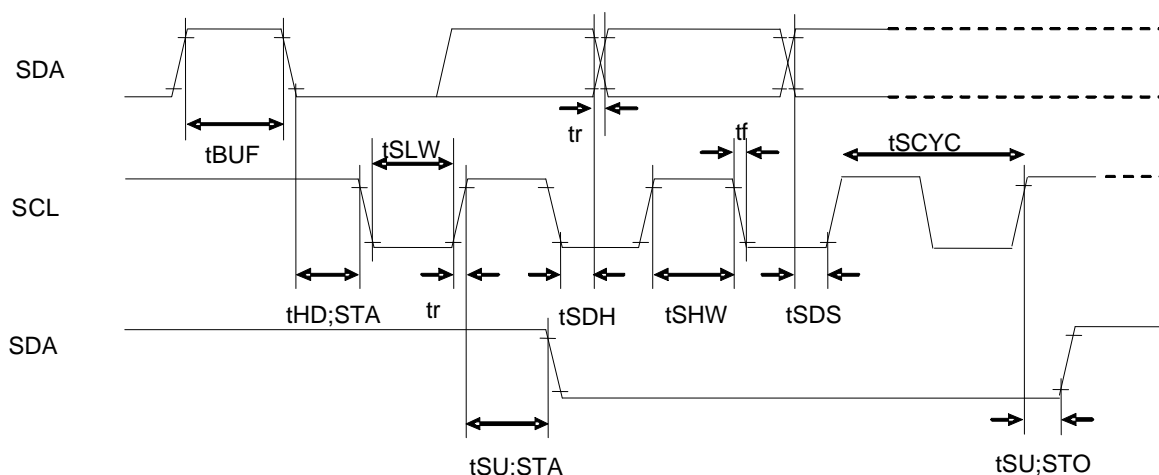 SDA
tBUF
tSLW
tr
tf
tSCYC
SCL
tHD;STA
tr
tSDH
tSHW
tSDS
SDA
tSU;STA
tSU;STO